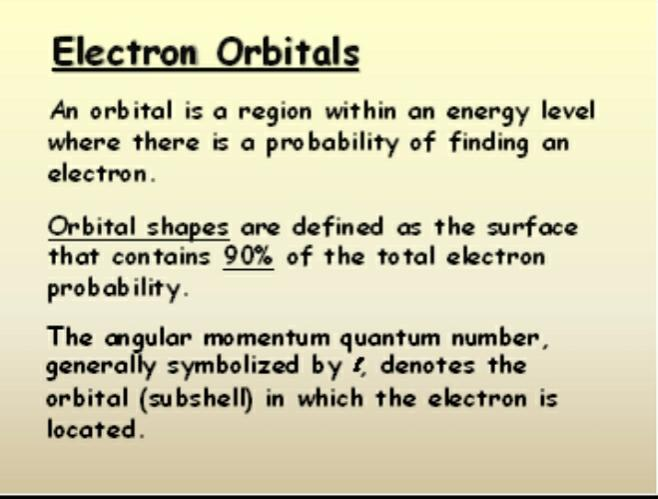 Electron Orbitals
An orbital is a region within an energy level
where there is a probability of finding an
electron.
Orbital shapes are defined as the surface
that contains 90% of the total electron
probability.
The angular momentum quantum number,
generally symbolized by ℓ, denotes the
orbital (subshell) in which the electron is
located.